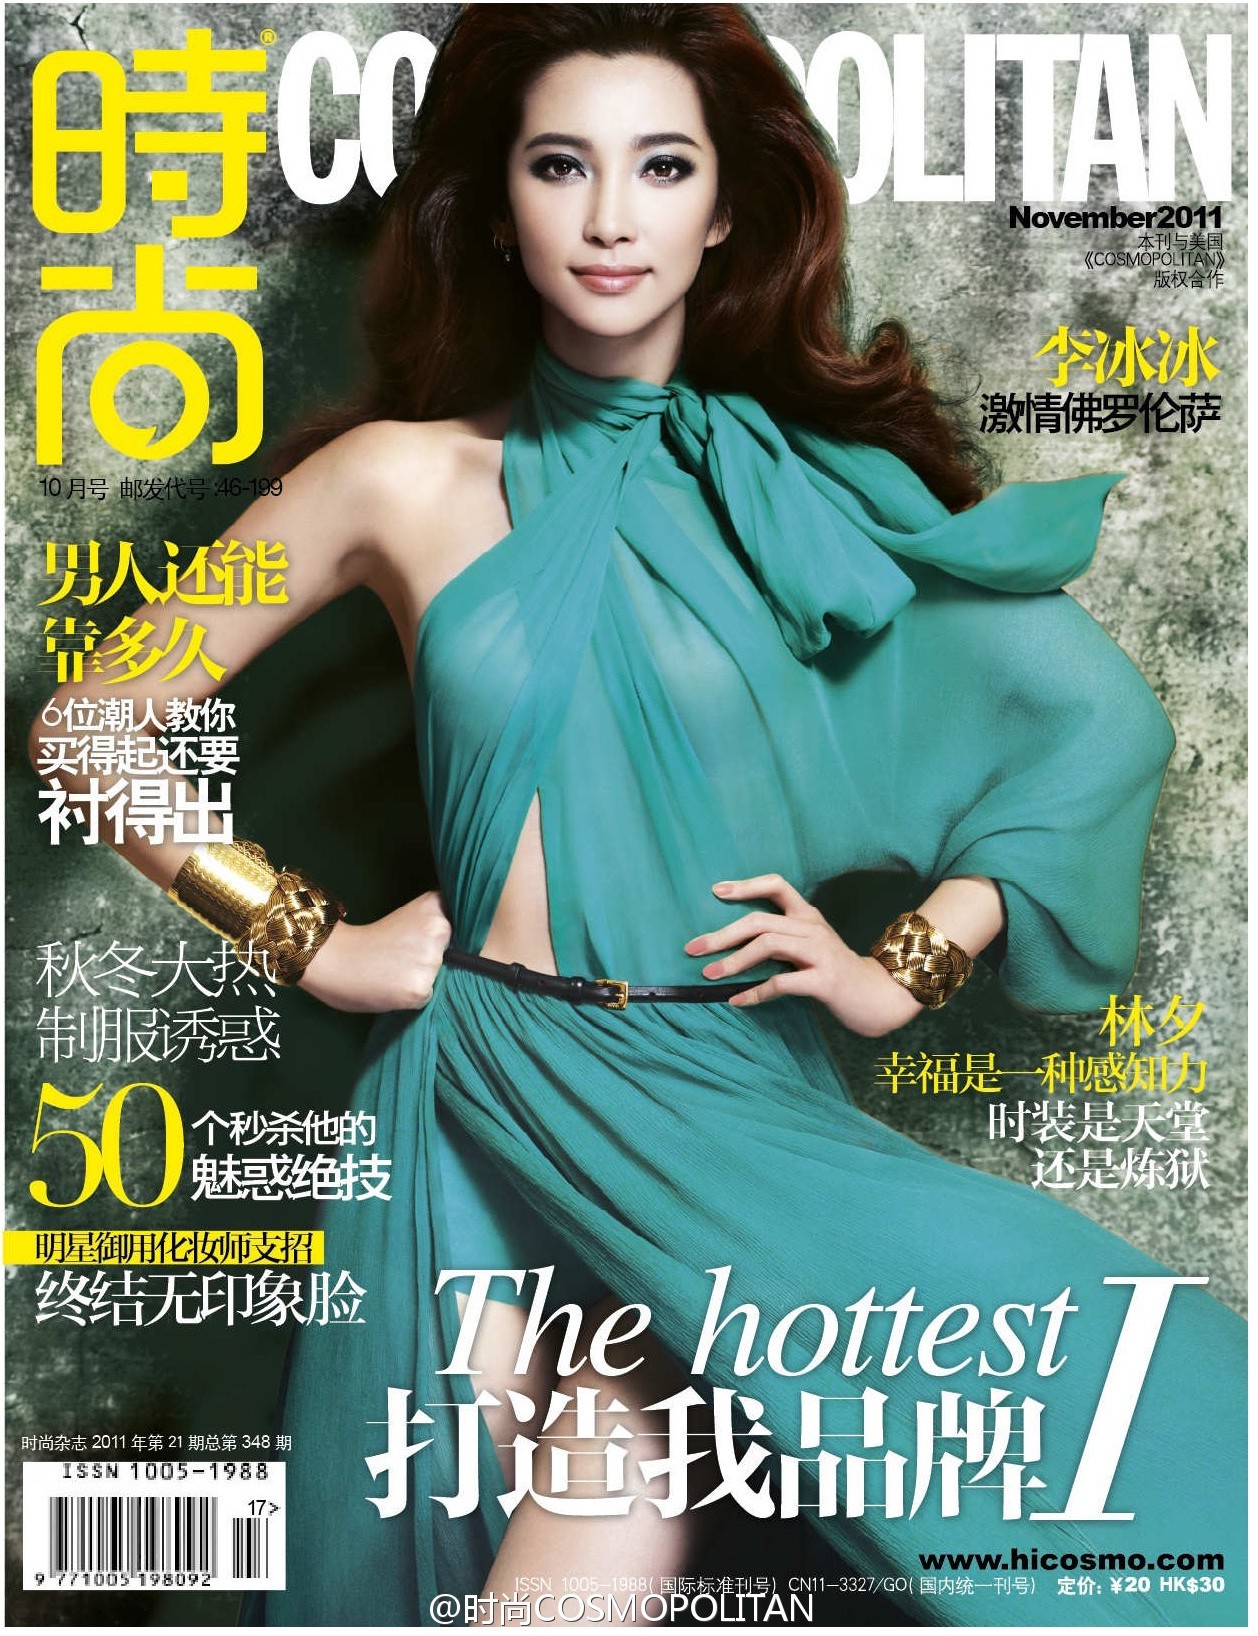 時尚®
COSMOPOLITAN
November2011
本刊与美国
《COSMOPOLITAN》
版权合作
李冰冰
激情佛罗伦萨
10月号 邮发代号:46-199
男人还能
靠多久
6位潮人教你
买得起还要
衬得出
秋冬大热
制服诱惑
50个秒杀他的
魅惑绝技
明星御用化妆师支招
终结无印象脸
林夕
幸福是一种感知力
时装是天堂
还是炼狱
The hottest I
打造我品牌
时尚杂志 2011 年第 21 期总第 348 期
ISSN 1005-1988
17>
9 771005 198092
www.hicosmo.com
ISSN 1005-1988(国际标准刊号) CN11-3327/GO(国内统一刊号) 定价: ¥20 HK$30
@时尚COSMOPOLITAN